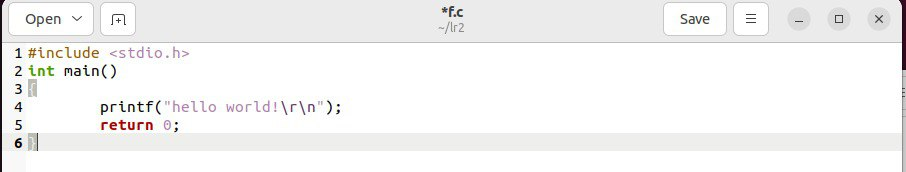 Open
*f.c
~/lr2
Save
1 #include <stdio.h>
2 int main()
3 {
4         printf("hello world!\r\n");
5         return 0;
6 }